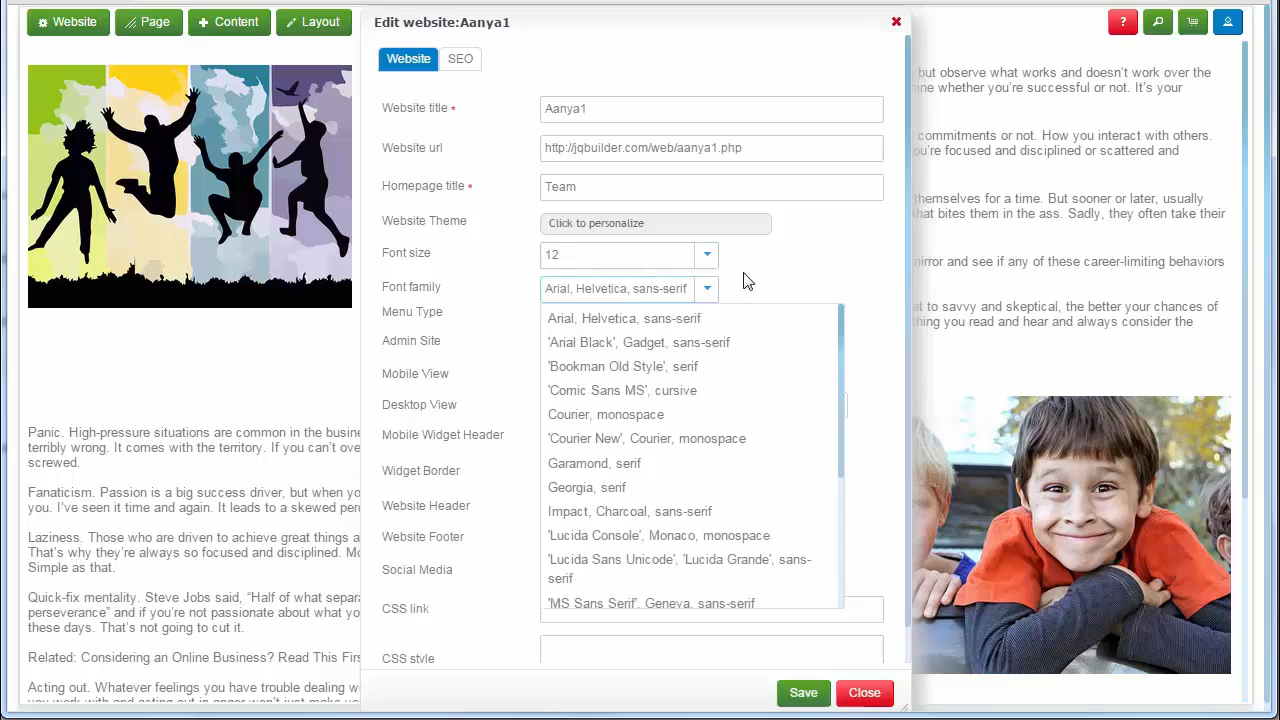 Website
Page
Content
Layout
?
Edit website:Aanya1
Website
SEO
Website title *
Aanya1
Website url
http://jqbuilder.com/web/aanya1.php
Homepage title *
Team
Website Theme
Click to personalize
Font size
12
Font family
Arial, Helvetica, sans-serif
Menu Type
Admin Site
Mobile View
Desktop View
Mobile Widget Header
Widget Border
Website Header
Website Footer
Social Media
CSS link
CSS style
Arial, Helvetica, sans-serif
'Arial Black', Gadget, sans-serif
'Bookman Old Style', serif
'Comic Sans MS', cursive
Courier, monospace
'Courier New', Courier, monospace
Garamond, serif
Georgia, serif
Impact, Charcoal, sans-serif
'Lucida Console', Monaco, monospace
'Lucida Sans Unicode', 'Lucida Grande', sans-
serif
'MS Sans Serif', Geneva, sans-serif
Save
Close
Panic. High-pressure situations are common in the busine
terribly wrong. It comes with the territory. If you can't ove
screwed.
Fanaticism. Passion is a big success driver, but when yo
you. I've seen it time and again. It leads to a skewed per
Laziness. Those who are driven to achieve great things a
That's why they're always so focused and disciplined. Mo
Simple as that.
Quick-fix mentality. Steve Jobs said, “Half of what separ
perseverance” and if you're not passionate about what yo
these days. That's not going to cut it.
Related: Considering an Online Business? Read This Firs
Acting out. Whatever feelings you have trouble dealing w
you work with and acting out in anger won't just make yo
but observe what works and doesn't work over the
ine whether you're successful or not. It's your
commitments or not. How you interact with others.
you're focused and disciplined or scattered and
themselves for a time. But sooner or later, usually
that bites them in the ass. Sadly, they often take their
mirror and see if any of these career-limiting behaviors
at to savvy and skeptical, the better your chances of
thing you read and hear and always consider the